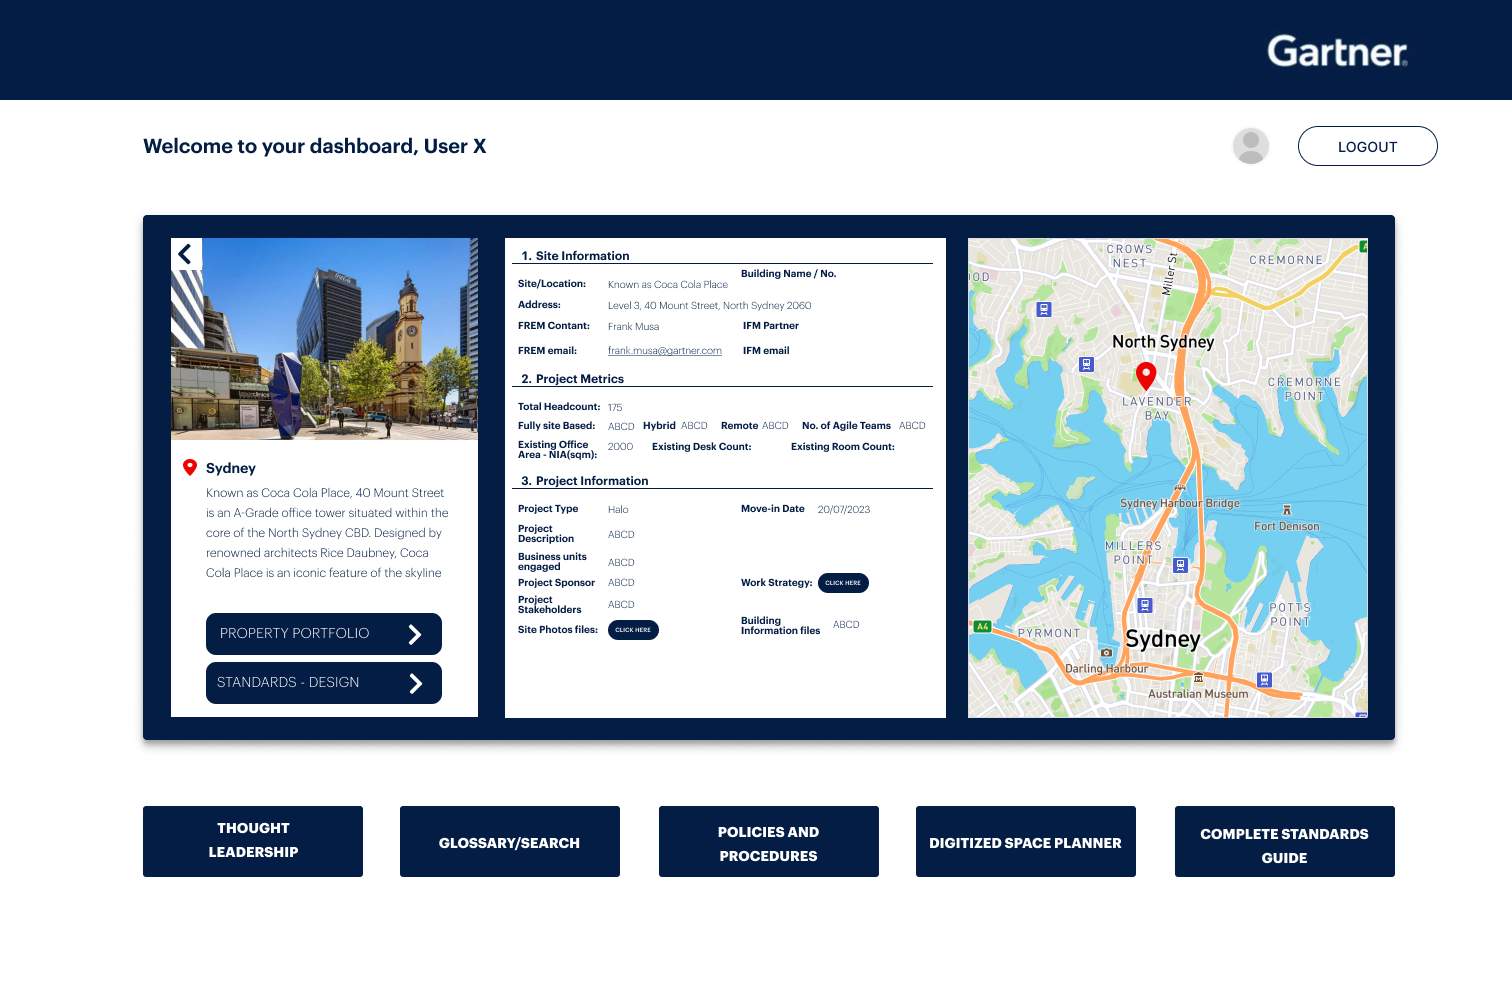 Gartner
Welcome to your dashboard, User X
LOGOUT
Sydney
Known as Coca Cola Place, 40 Mount Street
is an A-Grade office tower situated within the
core of the North Sydney CBD. Designed by
renowned architects Rice Daubney, Coca
Cola Place is an iconic feature of the skyline
PROPERTY PORTFOLIO
STANDARDS - DESIGN
1. Site Information
Building Name / No.
Site/Location: Known as Coca Cola Place
Address: Level 3, 40 Mount Street, North Sydney 2060
FREM Contant: Frank Musa IFM Partner
FREM email: frank.musa@gartner.com IFM email
2. Project Metrics
Total Headcount: 175
Fully site Based: ABCD Hybrid ABCD Remote ABCD No. of Agile Teams ABCD
Existing Office
Area - NIA(sqm): 2000 Existing Desk Count: Existing Room Count:
3. Project Information
Project Type Halo Move-in Date 20/07/2023
Project
Description ABCD
Business units
engaged ABCD
Project Sponsor ABCD Work Strategy: CLICK HERE
Project
Stakeholders ABCD
Site Photos files: CLICK HERE
Building
Information files ABCD
CROWS
NEST
Miller St
CREMORNE
OOD
A
North Sydney
CREMORNE
POINT
LAVENDER
BAY
Sydney Harbour Bridge
Fort Denison
MILLERS
POINT
POTTS
POINT
A4
PYRMONT
Sydney
Darling Harbour
Australian Museum
THOUGHT
LEADERSHIP
GLOSSARY/SEARCH
POLICIES AND
PROCEDURES
DIGITIZED SPACE PLANNER
COMPLETE STANDARDS
GUIDE